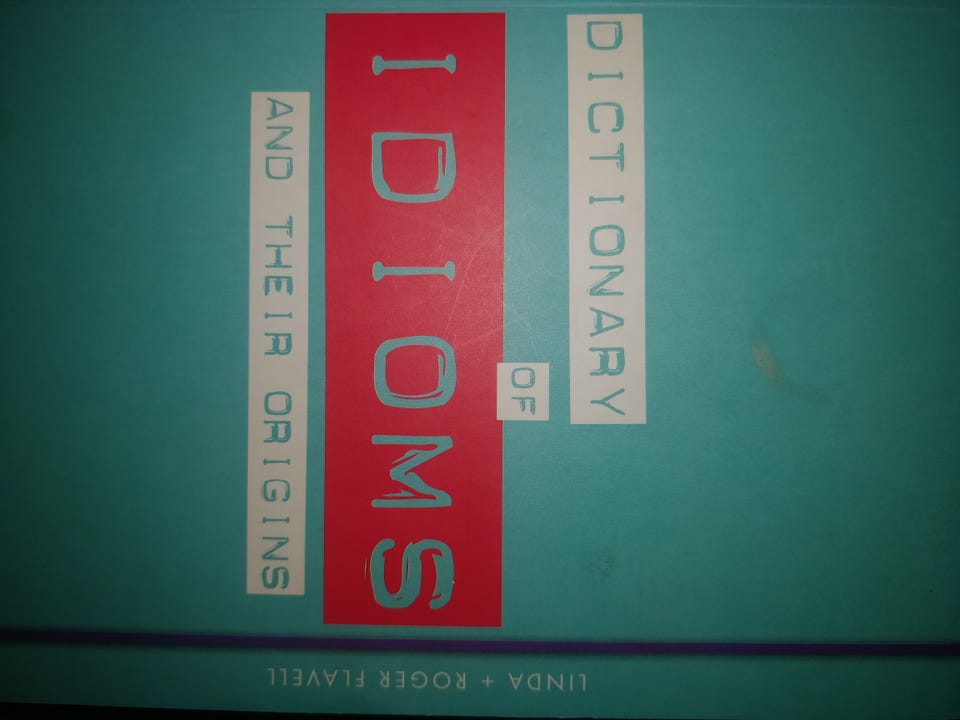 DICTIONARY
OF
IDIOMS
AND THEIR ORIGINS
LINDA + ROGER FLAVELL